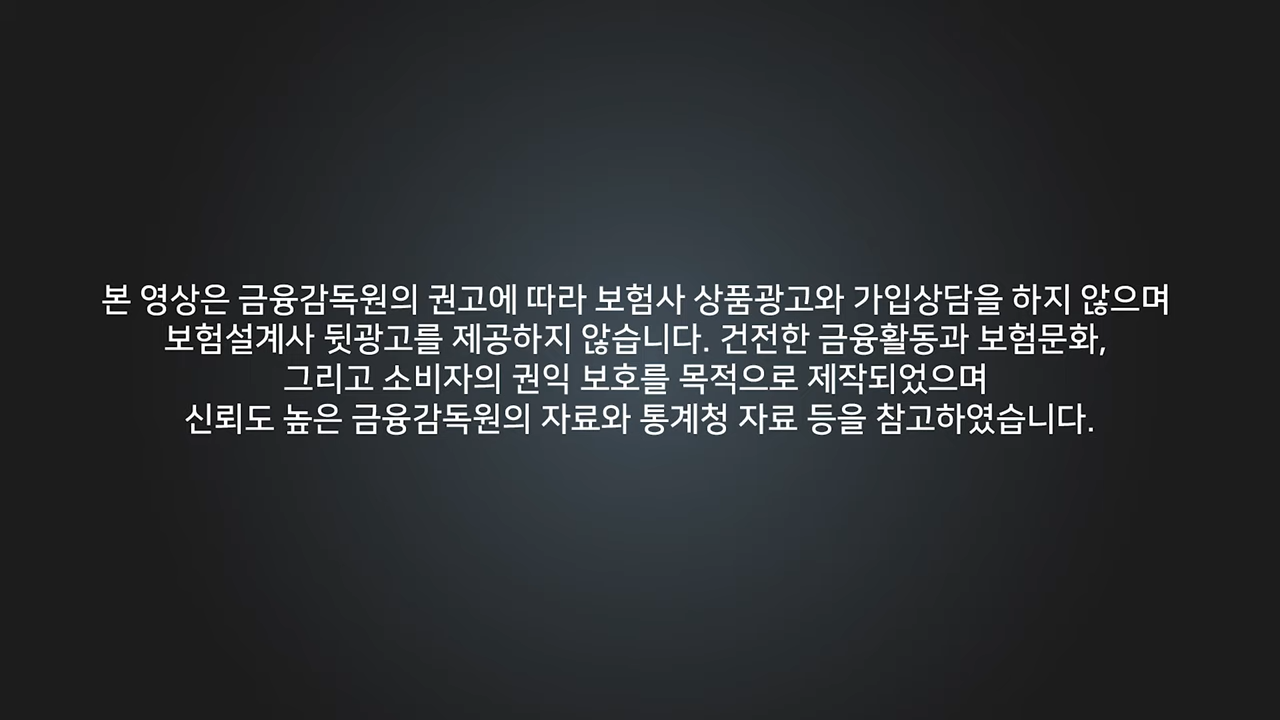 본 영상은 금융감독원의 권고에 따라 보험사 상품광고와 가입상담을 하지 않으며
보험설계사 뒷광고를 제공하지 않습니다. 건전한 금융활동과 보험문화,
그리고 소비자의 권익 보호를 목적으로 제작되었으며
신뢰도 높은 금융감독원의 자료와 통계청 자료 등을 참고하였습니다.